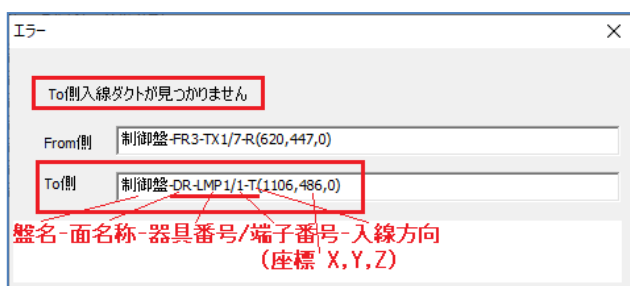 エラー
To側入線ダクトが見つかりません
From側 制御盤-FR3-TX1/7-R(620,447,0)
To側 制御盤-DR-LMP1/1-T(1106,486,0)
盤名-面名称-器具番号/端子番号-入線方向
(座標 X,Y,Z)